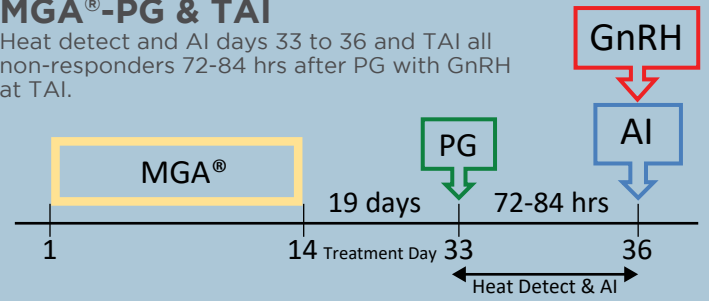 MGA®-PG & TAI
Heat detect and AI days 33 to 36 and TAI all
non-responders 72-84 hrs after PG with GnRH
at TAI.
GnRH
PG
AI
MGA®
19 days
72-84 hrs
1
14
Treatment Day
33
36
Heat Detect & AI